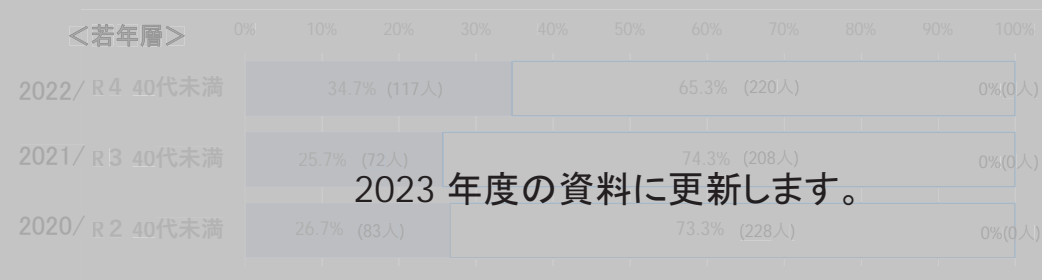 ＜若年層＞ 0% 10% 20% 30% 40% 50% 60% 70% 80% 90% 100%
2022/ R４ 40代未満 34.7% (117人) 65.3% (220人) 0%(0人)
2021/ R３ 40代未満 25.7% (72人) 74.3% (208人) 0%(0人)
2023 年度の資料に更新します。
2020/ R２ 40代未満 26.7% (83人) 73.3% (228人) 0%(0人)